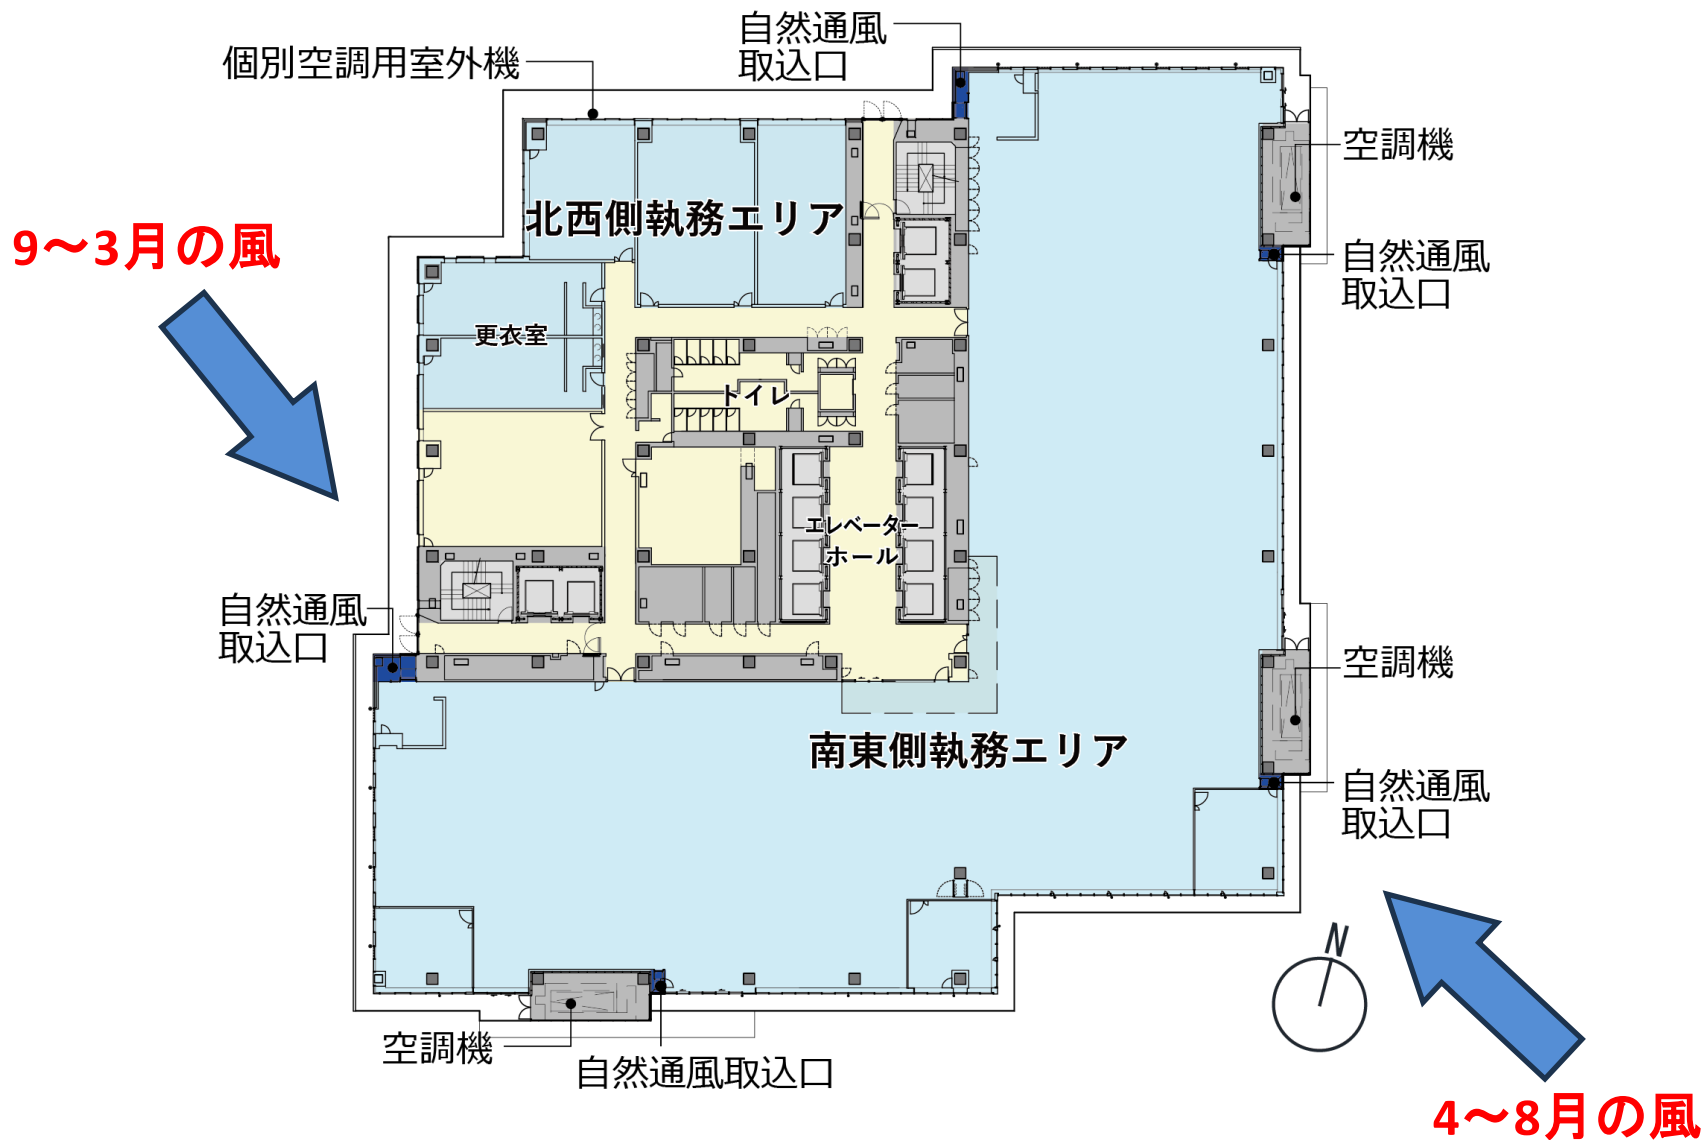 自然通風
取込口
個別空調用室外機
空調機
北西側執務エリア
9～3月の風
自然通風
取込口
更衣室
トイレ
エレベーター
ホール
自然通風
取込口
空調機
南東側執務エリア
自然通風
取込口
N
空調機
自然通風取込口
4～8月の風